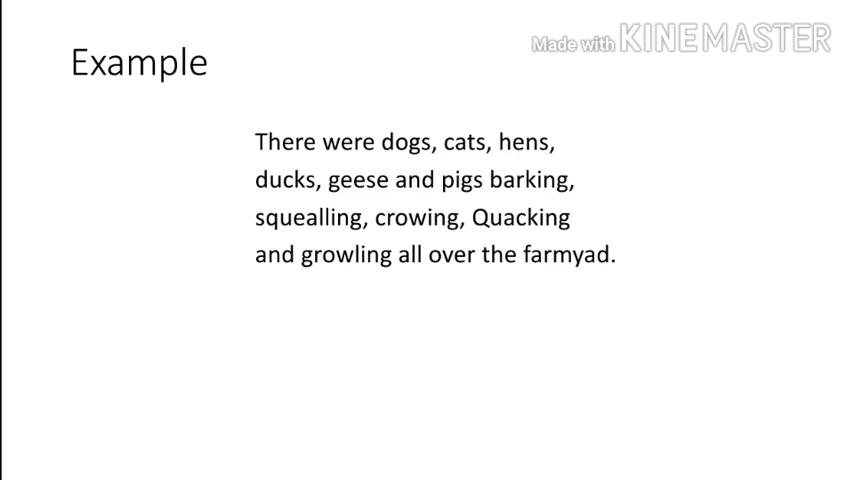 Made with KINEMASTER
Example
There were dogs, cats, hens,
ducks, geese and pigs barking,
squealling, crowing, Quacking
and growling all over the farmyad.